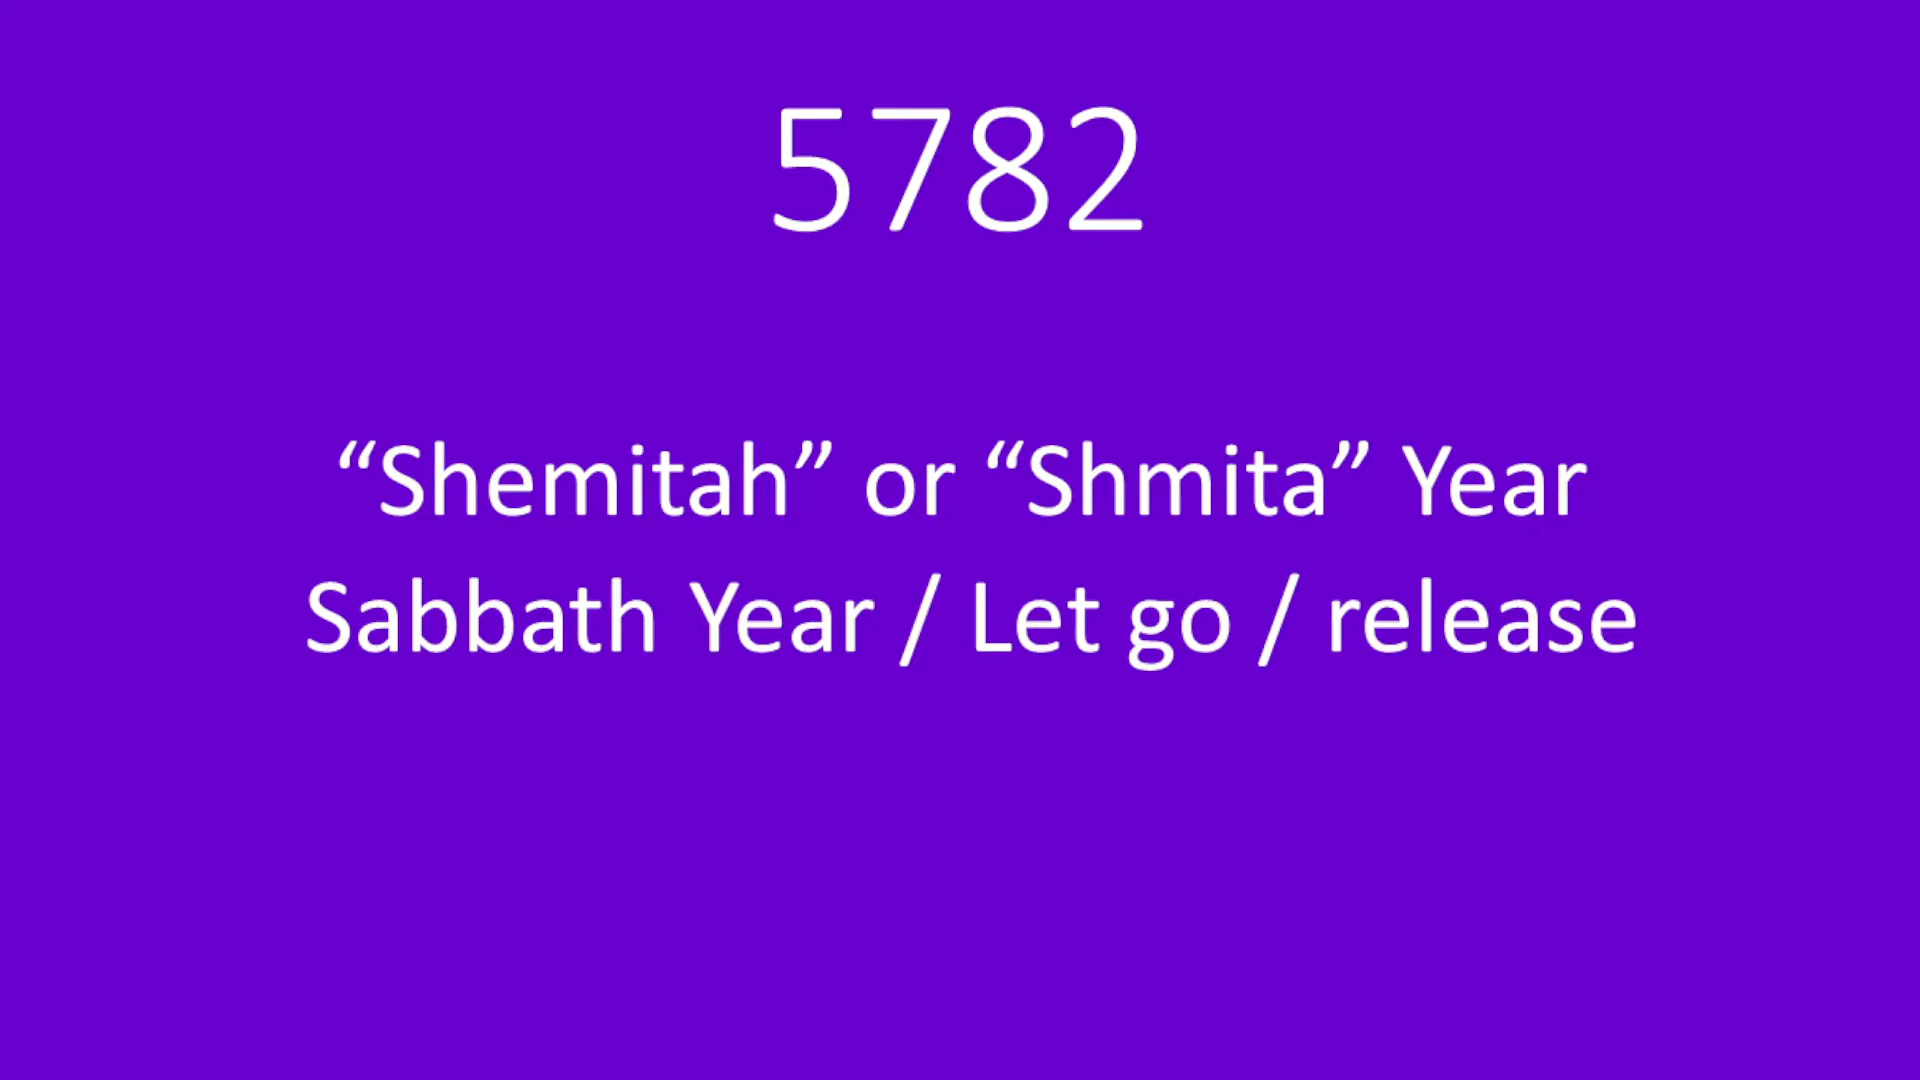 5782
“Shemitah” or “Shmita” Year
Sabbath Year / Let go / release